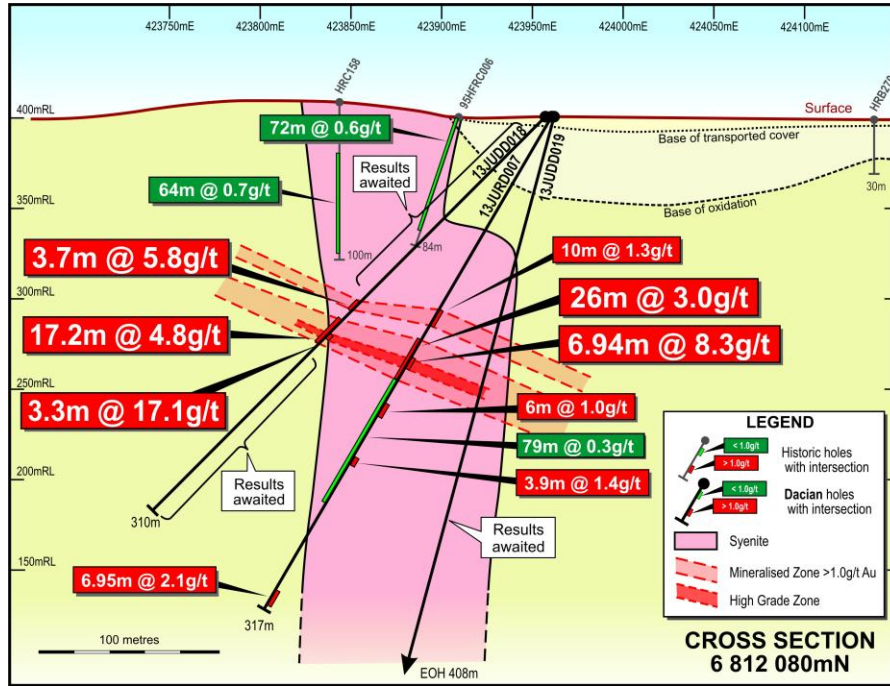 423750mE
423800mE
423850mE
423900mE
423950mE
424000mE
424050mE
424100mE
HRC158
95HFRC006
HRB270
400mRL
350mRL
300mRL
250mRL
200mRL
150mRL
Surface
72m @ 0.6g/t
64m @ 0.7g/t
Results
awaited
13JUDD018
13JURD007
13JUDD019
Base of transported cover
Base of oxidation
30m
100m
84m
3.7m @ 5.8g/t
10m @ 1.3g/t
26m @ 3.0g/t
17.2m @ 4.8g/t
6.94m @ 8.3g/t
3.3m @ 17.1g/t
6m @ 1.0g/t
79m @ 0.3g/t
3.9m @ 1.4g/t
Results
awaited
310m
Results
awaited
6.95m @ 2.1g/t
317m
100 metres
EOH 408m
LEGEND
< 1.0g/t
> 1.0g/t
Historic holes
with intersection
< 1.0g/t
> 1.0g/t
Dacian holes
with intersection
Syenite
Mineralised Zone >1.0g/t Au
High Grade Zone
CROSS SECTION
6 812 080mN